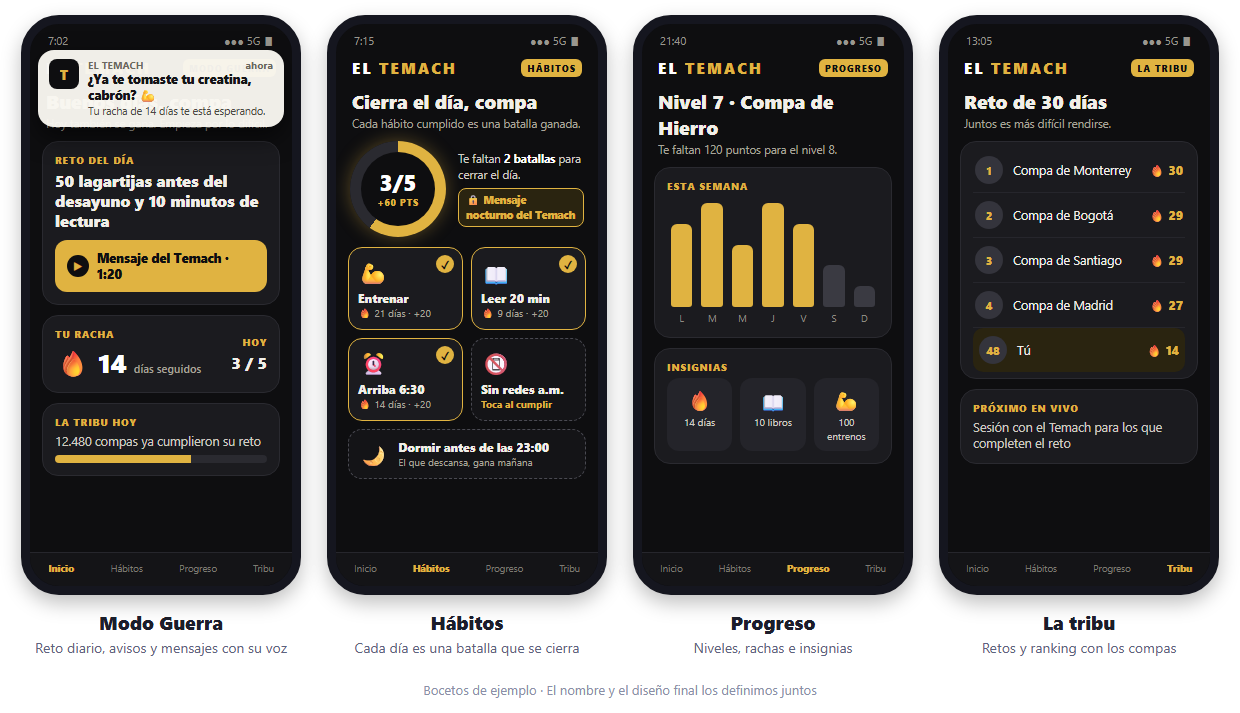 7:02
5G
EL TEMACH
ahora
T
¿Ya te tomaste tu creatina,
cabrón? 💪
Tu racha de 14 días te está esperando.
RETO DEL DÍA
50 lagartijas antes del
desayuno y 10 minutos de
lectura
Mensaje del Temach ·
1:20
TU RACHA
14 días seguidos
HOY
3 / 5
LA TRIBU HOY
12.480 compas ya cumplieron su reto
Inicio
Hábitos
Progreso
Tribu
Modo Guerra
Reto diario, avisos y mensajes con su voz
7:15
5G
EL TEMACH
HÁBITOS
Cierra el día, compa
Cada hábito cumplido es una batalla ganada.
3/5
+60 PTS
Te faltan 2 batallas para
cerrar el día.
🔒 Mensaje
nocturno del Temach
Entrenar
🔥 21 días · +20
Leer 20 min
🔥 9 días · +20
Arriba 6:30
🔥 14 días · +20
Sin redes a.m.
Toca al cumplir
Dormir antes de las 23:00
El que descansa, gana mañana
Inicio
Hábitos
Progreso
Tribu
Hábitos
Cada día es una batalla que se cierra
21:40
5G
EL TEMACH
PROGRESO
Nivel 7 · Compa de
Hierro
Te faltan 120 puntos para el nivel 8.
ESTA SEMANA
L M M J V S D
INSIGNIAS
14 días
10 libros
100
entrenos
Inicio
Hábitos
Progreso
Tribu
Progreso
Niveles, rachas e insignias
13:05
5G
EL TEMACH
LA TRIBU
Reto de 30 días
Juntos es más difícil rendirse.
1 Compa de Monterrey 🔥 30
2 Compa de Bogotá 🔥 29
3 Compa de Santiago 🔥 29
4 Compa de Madrid 🔥 27
48 Tú 🔥 14
PRÓXIMO EN VIVO
Sesión con el Temach para los que
completen el reto
Inicio
Hábitos
Progreso
Tribu
La tribu
Retos y ranking con los compas
Bocetos de ejemplo · El nombre y el diseño final los definimos juntos